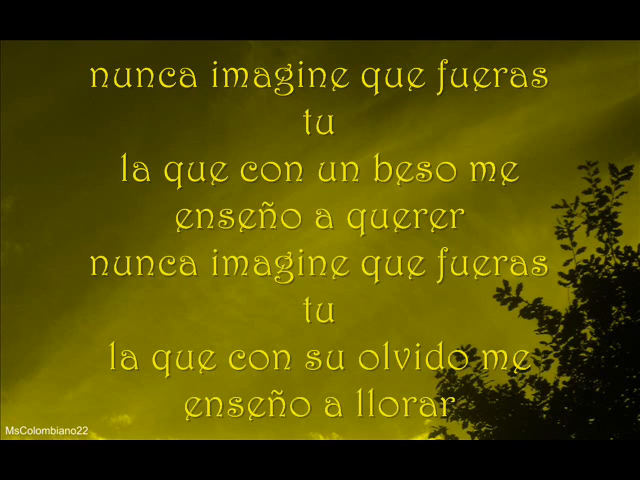 nunca imagine que fueras
tu
la que con un beso me
enseño a querer
nunca imagine que fueras
tu
la que con su olvido me
enseño a llorar
MsColombiano22